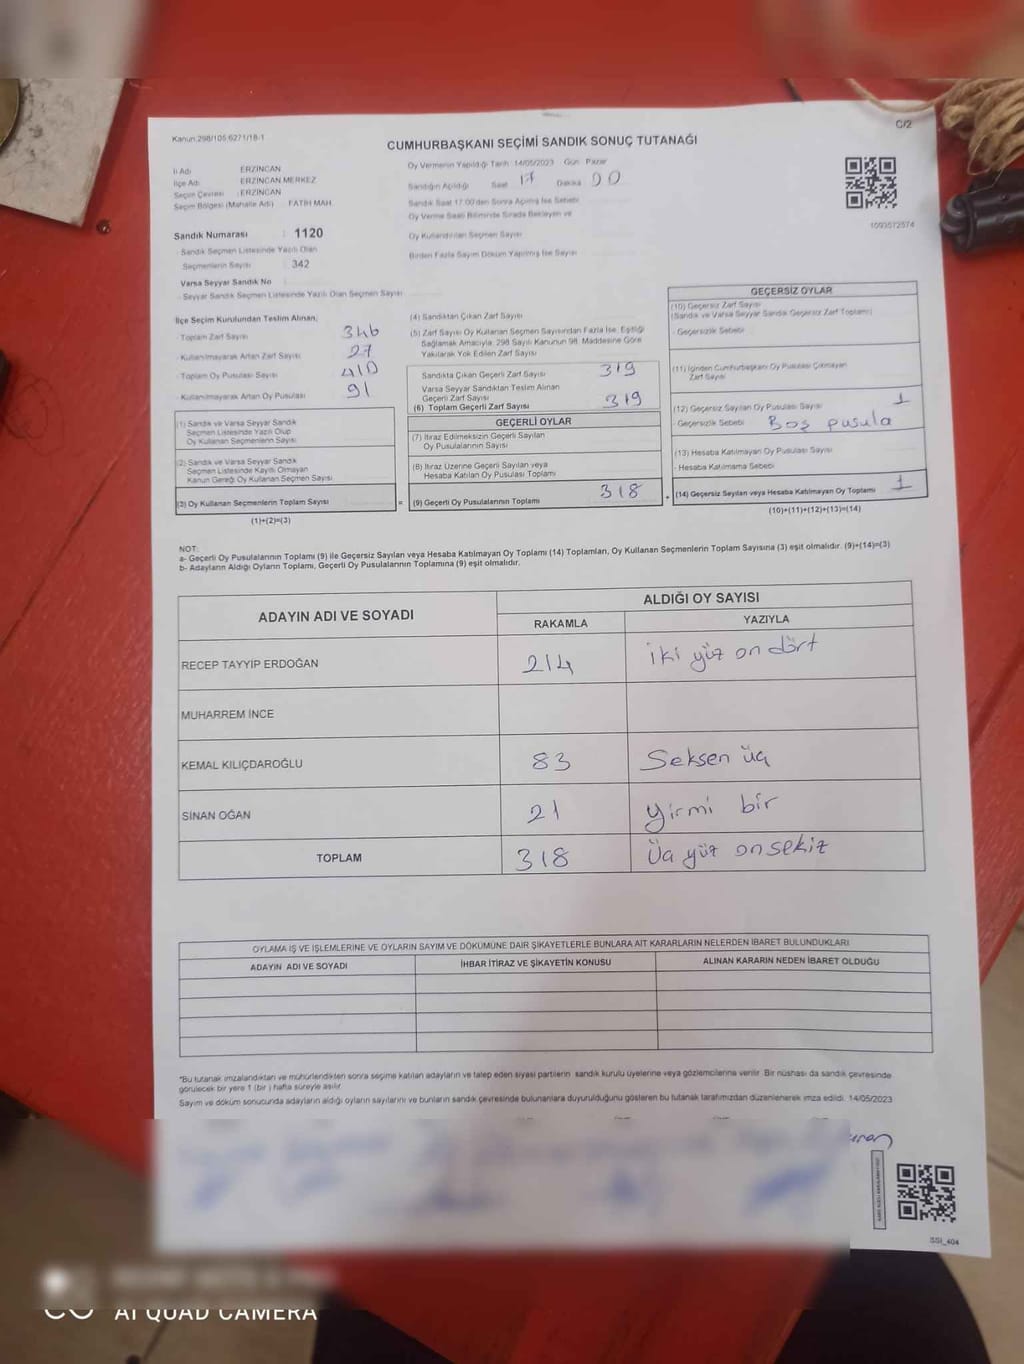 Kanun:298/105 6271/18-1
C/2
CUMHURBAŞKANI SEÇİMİ SANDIK SONUÇ TUTANAĞI
İl Adı ERZİNCAN
İlçe Adı ERZİNCAN MERKEZ
Seçim Çevresi : ERZİNCAN
Seçim Bölgesi (Mahalle Adı) FATİH MAH.
Oy Vermenin Yapıldığı Tarih 14/05/2023 Gün Pazar
Sandığın Açıldığı Saat 17 Dakika 00
Sandık Saat 17:00'den Sonra Açılmış İse Sebebi
Oy Verme Saati Bitiminde Sırada Bekleyen ve
Oy Kullandırılan Seçmen Sayısı
Birden Fazla Sayım Döküm Yapılmış İse Sayısı
1093572574
Sandık Numarası : 1120
- Sandık Seçmen Listesinde Yazılı Olan
Seçmenlerin Sayısı : 342
Varsa Seyyar Sandık No
- Seyyar Sandık Seçmen Listesinde Yazılı Olan Seçmen Sayısı
İlçe Seçim Kurulundan Teslim Alınan;
- Toplam Zarf Sayısı 346
- Kullanılmayarak Artan Zarf Sayısı 27
- Toplam Oy Pusulası Sayısı 410
- Kullanılmayarak Artan Oy Pusulası 91
(1) Sandık ve Varsa Seyyar Sandık
Seçmen Listesinde Yazılı Olup
Oy Kullanan Seçmenlerin Sayısı
(2) Sandık ve Varsa Seyyar Sandık
Seçmen Listesinde Kayıtlı Olmayan
Kanun Gereği Oy Kullanan Seçmen Sayısı
(3) Oy Kullanan Seçmenlerin Toplam Sayısı =
(1)+(2)=(3)
(4) Sandıktan Çıkan Zarf Sayısı
(5) Zarf Sayısı Oy Kullanan Seçmen Sayısından Fazla İse, Eşitliği
Sağlamak Amacıyla, 298 Sayılı Kanunun 98. Maddesine Göre
Yakılarak Yok Edilen Zarf Sayısı
Sandıkta Çıkan Geçerli Zarf Sayısı 319
Varsa Seyyar Sandıktan Teslim Alınan
Geçerli Zarf Sayısı
(6) Toplam Geçerli Zarf Sayısı 319
GEÇERLİ OYLAR
(7) İtiraz Edilmeksizin Geçerli Sayılan
Oy Pusulalarının Sayısı
(8) İtiraz Üzerine Geçerli Sayılan veya
Hesaba Katılan Oy Pusulası Toplamı
(9) Geçerli Oy Pusulalarının Toplamı 318 +
GEÇERSİZ OYLAR
(10) Geçersiz Zarf Sayısı
(Sandık ve Varsa Seyyar Sandık Geçersiz Zarf Toplamı)
- Geçersizlik Sebebi
(11) İçinden Cumhurbaşkanı Oy Pusulası Çıkmayan
Zarf Sayısı
(12) Geçersiz Sayılan Oy Pusulası Sayısı 1
- Geçersizlik Sebebi Boş pusula
(13) Hesaba Katılmayan Oy Pusulası Sayısı
- Hesaba Katılmama Sebebi
(14) Geçersiz Sayılan veya Hesaba Katılmayan Oy Toplamı 1
(10)+(11)+(12)+(13)=(14)
NOT:
a- Geçerli Oy Pusulalarının Toplamı (9) ile Geçersiz Sayılan veya Hesaba Katılmayan Oy Toplamı (14) Toplamları, Oy Kullanan Seçmenlerin Toplam Sayısına (3) eşit olmalıdır. (9)+(14)=(3)
b- Adayların Aldığı Oyların Toplamı, Geçerli Oy Pusulalarının Toplamına (9) eşit olmalıdır.
ADAYIN ADI VE SOYADI
ALDIĞI OY SAYISI
RAKAMLA YAZIYLA
RECEP TAYYİP ERDOĞAN 214 iki yüz on dört
MUHARREM İNCE
KEMAL KILIÇDAROĞLU 83 Seksen üç
SİNAN OĞAN 21 yirmi bir
TOPLAM 318 Üç yüz onsekiz
OYLAMA İŞ VE İŞLEMLERİNE VE OYLARIN SAYIM VE DÖKÜMÜNE DAİR ŞİKAYETLERLE BUNLARA AİT KARARLARIN NELERDEN İBARET BULUNDUKLARI
ADAYIN ADI VE SOYADI İHBAR İTİRAZ VE ŞİKAYETİN KONUSU ALINAN KARARIN NEDEN İBARET OLDUĞU
*Bu tutanak imzalandıktan ve mühürlendikten sonra seçime katılan adayların ve talep eden siyasi partilerin sandık kurulu üyelerine veya gözlemcilerine verilir. Bir nüshası da sandık çevresinde
görülecek bir yere 1 (bir) hafta süreyle asılır.
Sayım ve döküm sonucunda adayların aldığı oyların sayılarını ve bunların sandık çevresinde bulunanlara duyurulduğunu gösteren bu tutanak tarafımızdan düzenlenerek imza edildi. 14/05/2023
SSI_404
AI QUAD CAMERA